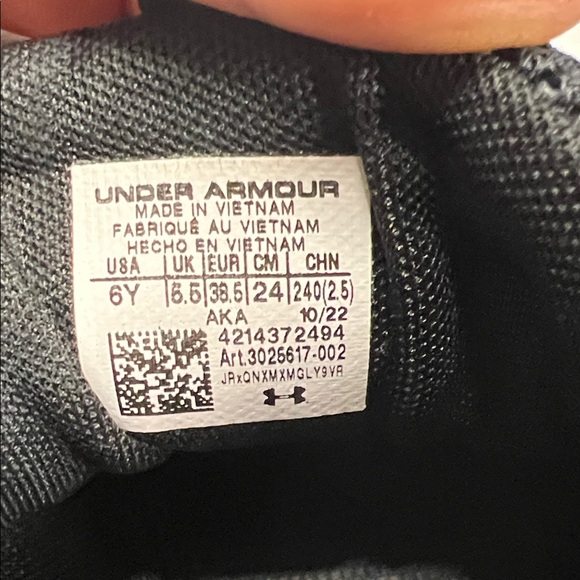 UNDER ARMOUR
MADE IN VIETNAM
FABRIQUÉ AU VIETNAM
HECHO EN VIETNAM
USA UK EUR CM CHN
6Y 5.5 38.5 24 240(2.5)
AKA 10/22
4214372494
Art.3025617-002
JRxQNXMXMGLY9VR